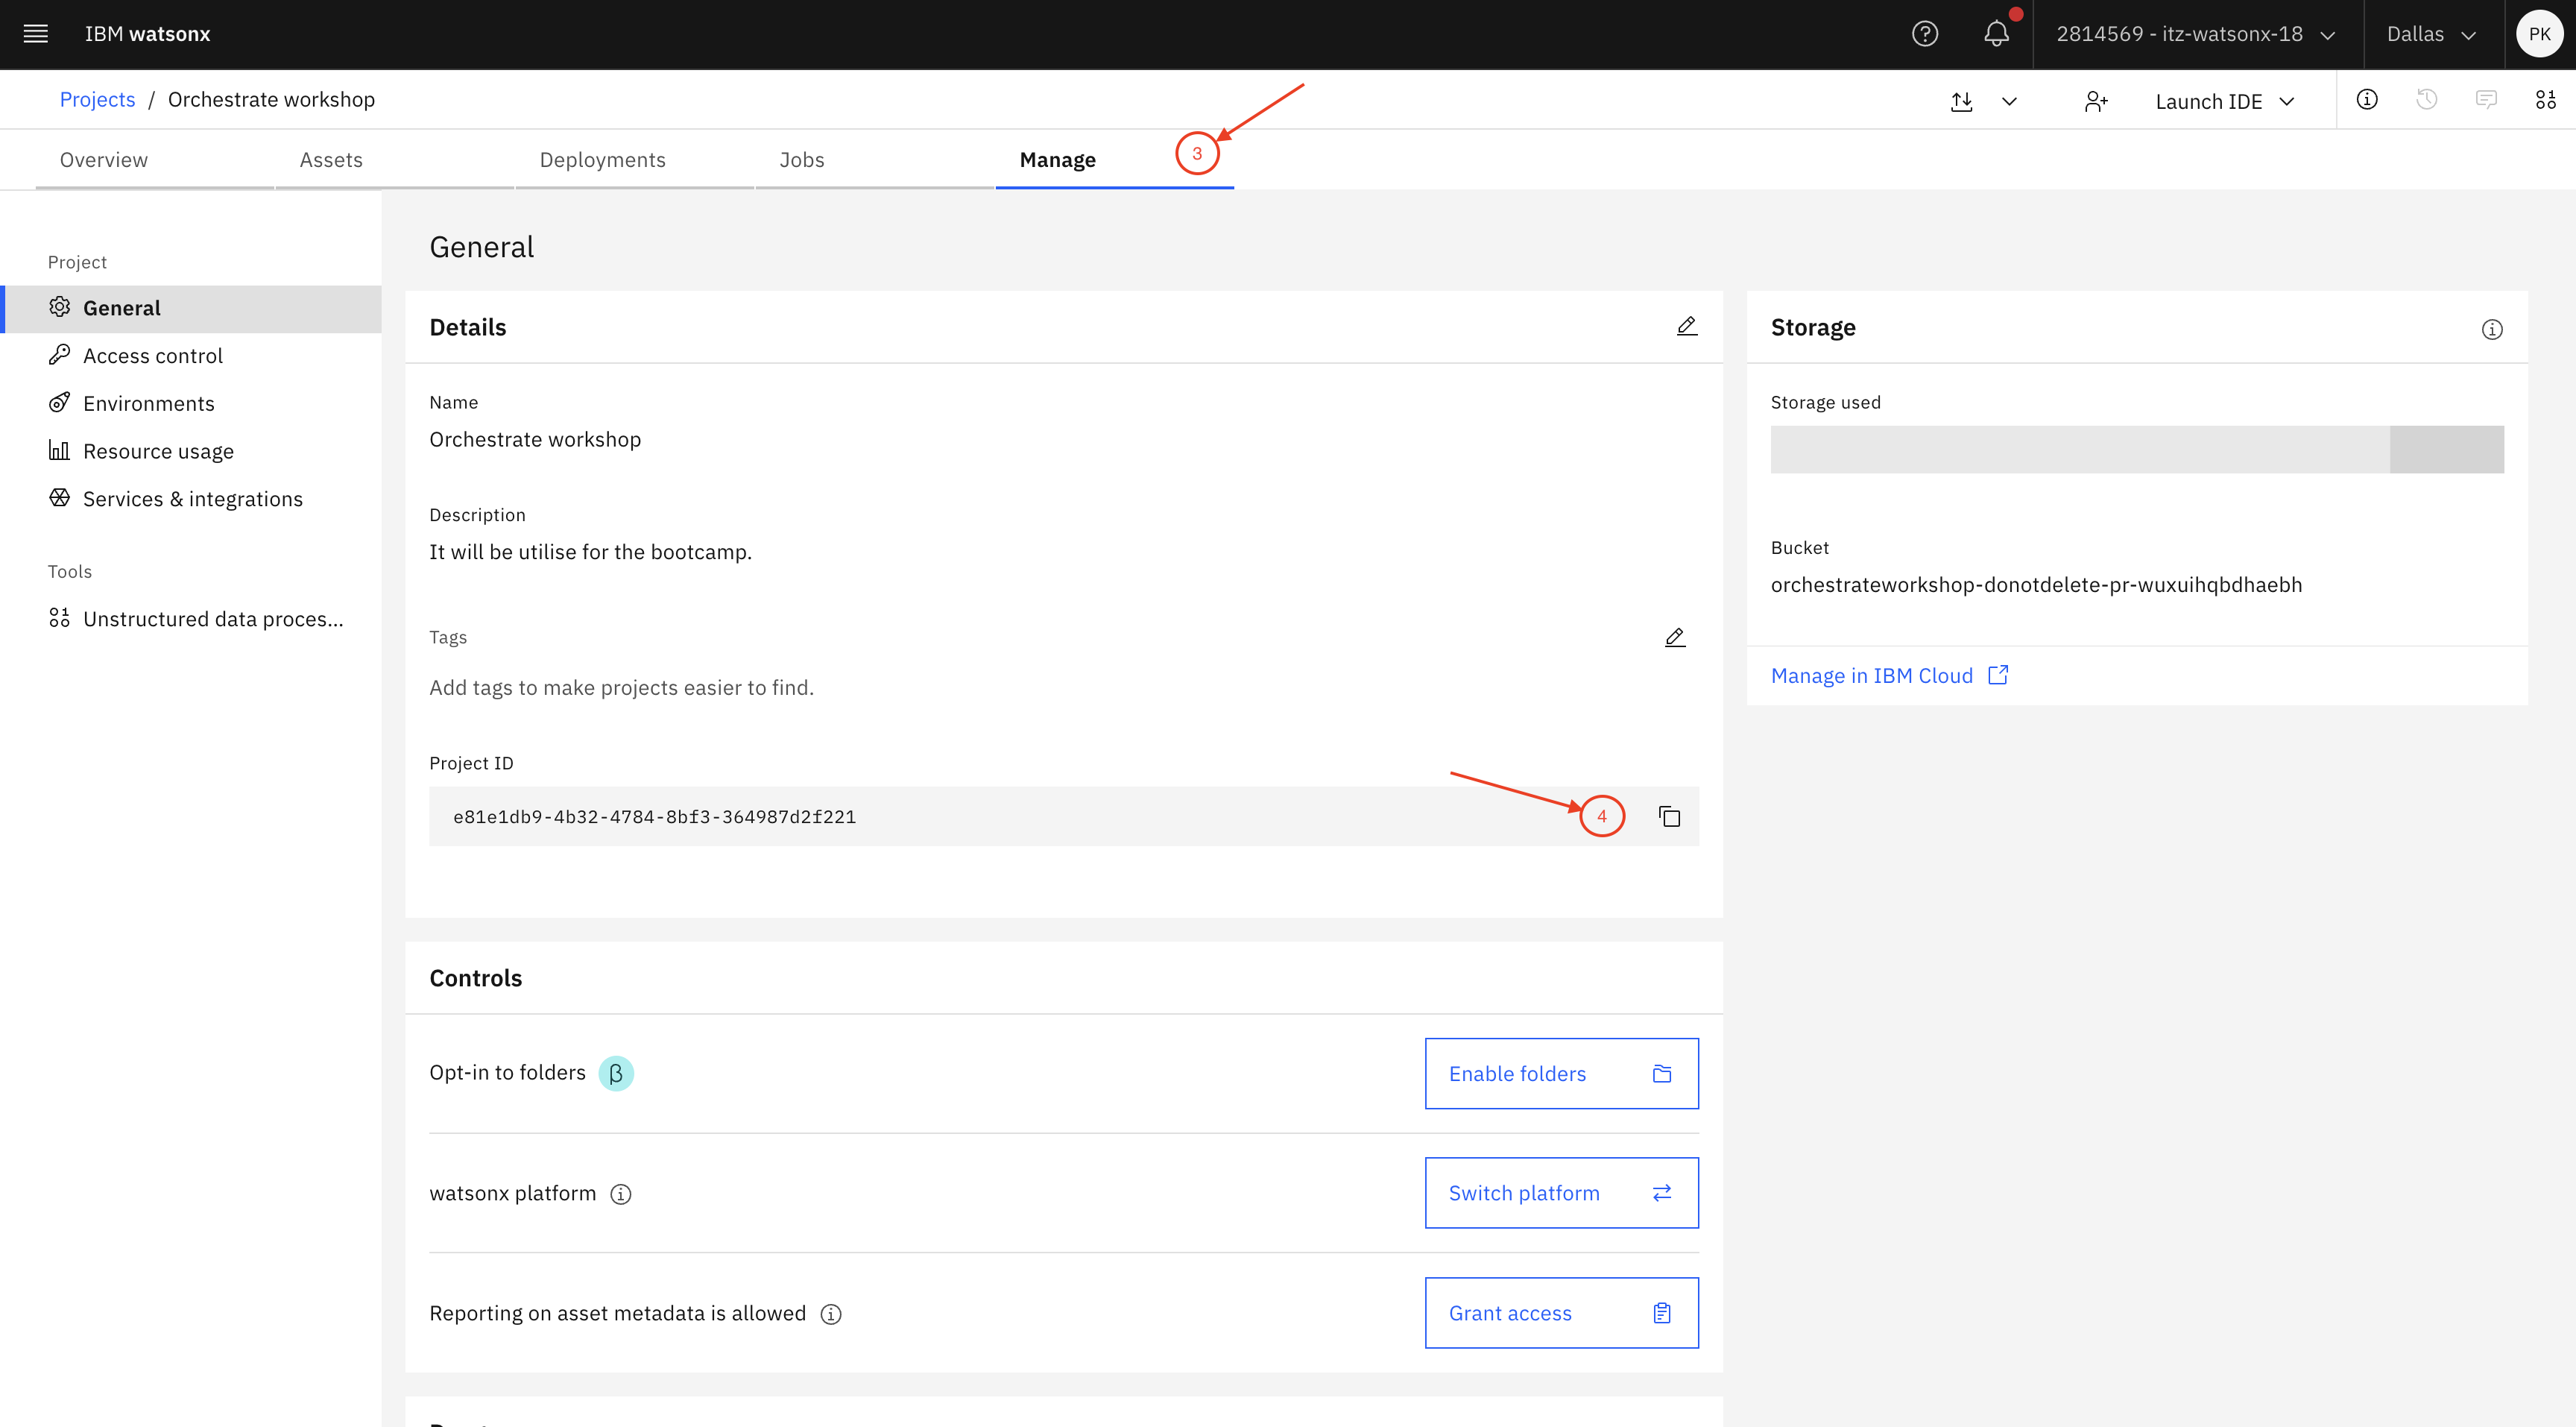 IBM watsonx
2814569 - itz-watsonx-18
Dallas
PK
Projects / Orchestrate workshop
Launch IDE
Overview
Assets
Deployments
Jobs
Manage
3
Project
General
Access control
Environments
Resource usage
Services & integrations
Tools
Unstructured data proces...
General
Details
Name
Orchestrate workshop
Description
It will be utilise for the bootcamp.
Tags
Add tags to make projects easier to find.
Project ID
e81e1db9-4b32-4784-8bf3-364987d2f221
4
Storage
Storage used
Bucket
orchestrateworkshop-donotdelete-pr-wuxuihqbdhaebh
Manage in IBM Cloud
Controls
Opt-in to folders β
Enable folders
watsonx platform
Switch platform
Reporting on asset metadata is allowed
Grant access